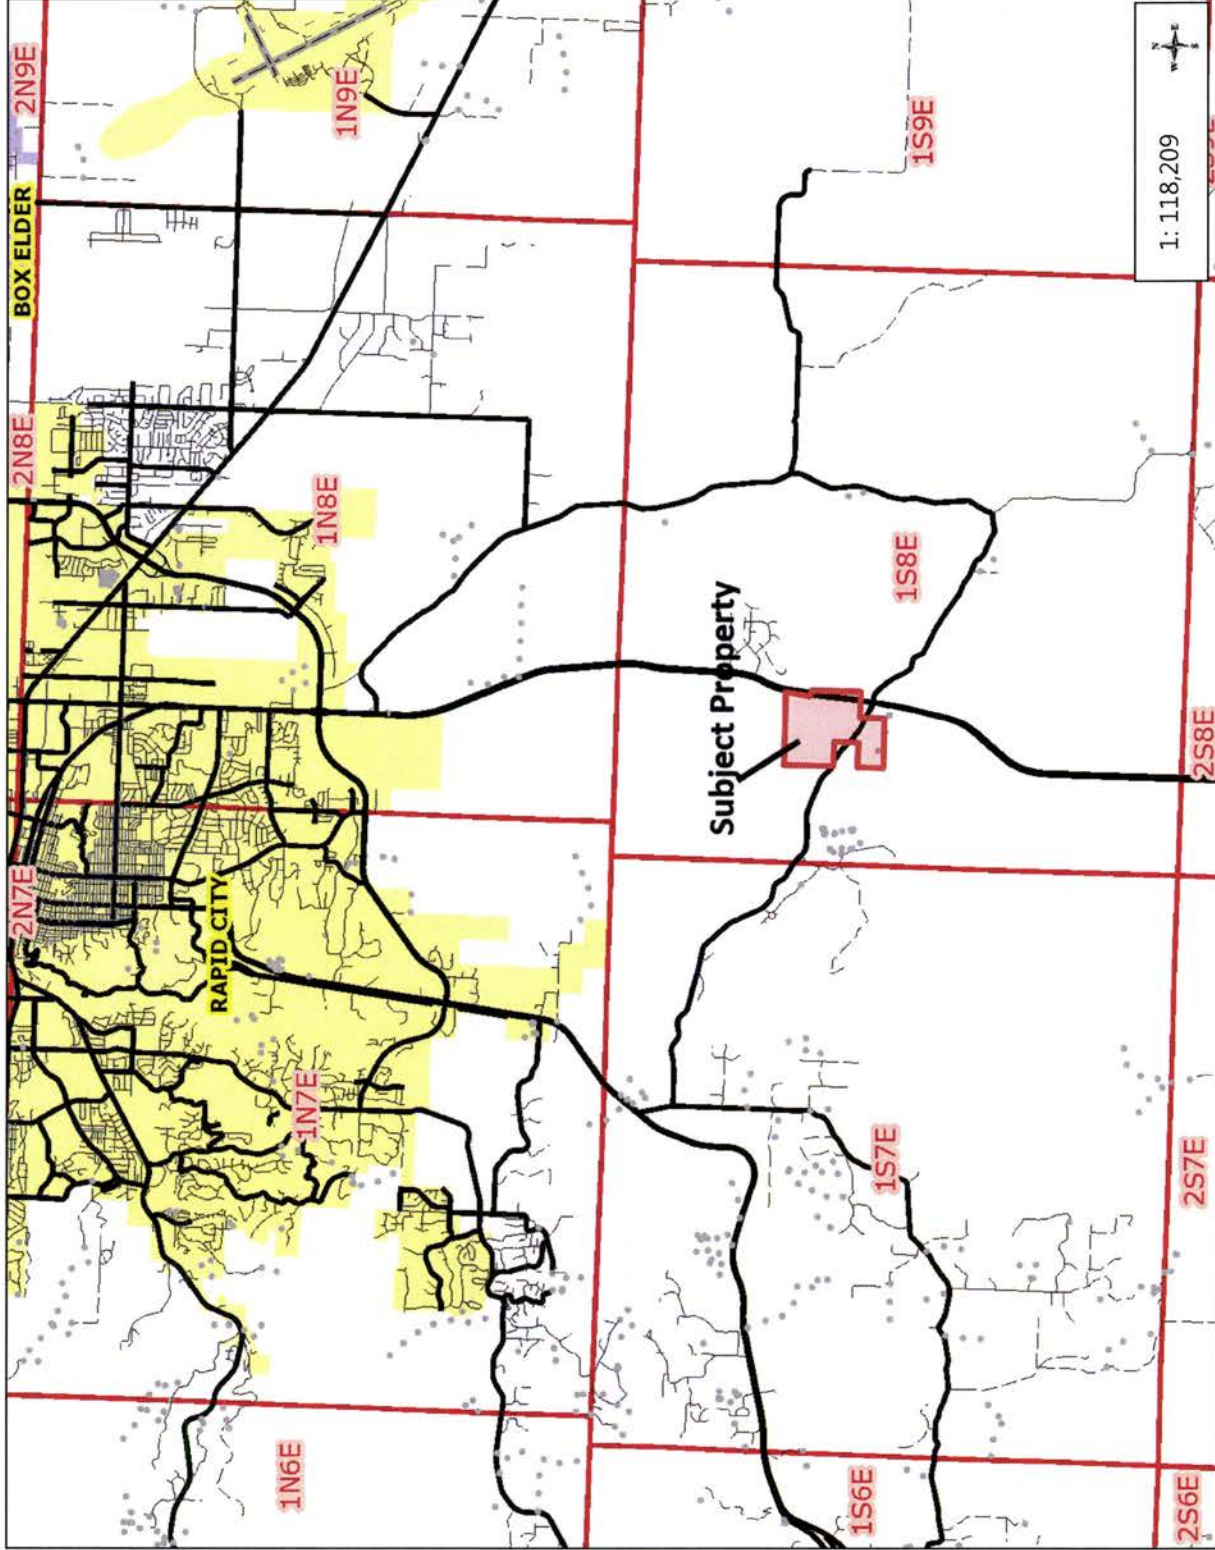 2N7E
2N8E
BOX ELDER
2N9E
RAPID CITY
1N6E
1N7E
1N8E
1N9E
Subject Property
1S6E
1S7E
1S8E
1S9E
2S6E
2S7E
2S8E
1: 118,209
N
W E
S